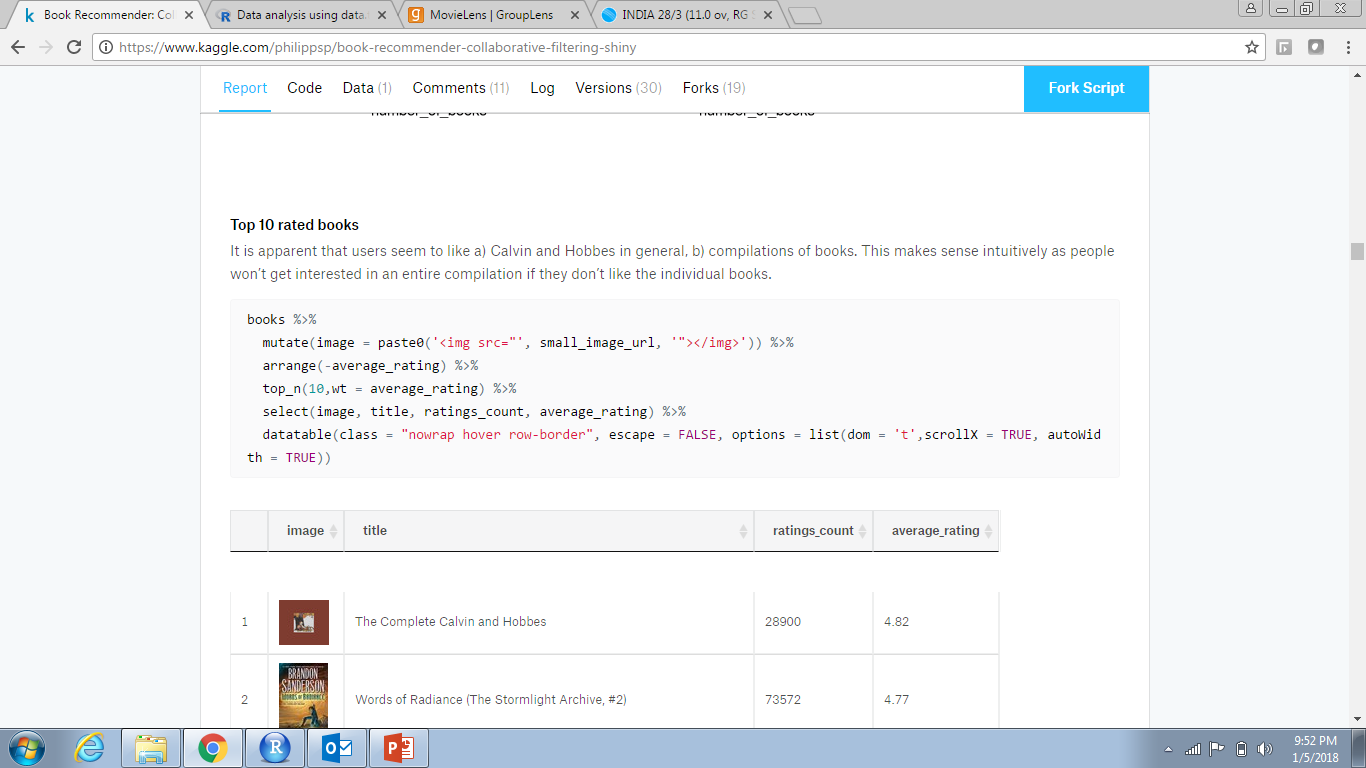 Book Recommender: Col
Data analysis using data.
MovieLens | GroupLens
INDIA 28/3 (11.0 ov, RG
https://www.kaggle.com/philippsp/book-recommender-collaborative-filtering-shiny
Report Code Data (1) Comments (11) Log Versions (30) Forks (19) Fork Script
number_of_books number_of_books
Top 10 rated books
It is apparent that users seem to like a) Calvin and Hobbes in general, b) compilations of books. This makes sense intuitively as people
won't get interested in an entire compilation if they don't like the individual books.
books %>%
mutate(image = paste0('<img src="', small_image_url, '"></img>')) %>%
arrange(-average_rating) %>%
top_n(10,wt = average_rating) %>%
select(image, title, ratings_count, average_rating) %>%
datatable(class = "nowrap hover row-border", escape = FALSE, options = list(dom = 't',scrollX = TRUE, autoWid
th = TRUE))
image title ratings_count average_rating
1 The Complete Calvin and Hobbes 28900 4.82
BRANDON
SANDERSON
WORDS OF RADIANCE
2 Words of Radiance (The Stormlight Archive, #2) 73572 4.77
9:52 PM
1/5/2018